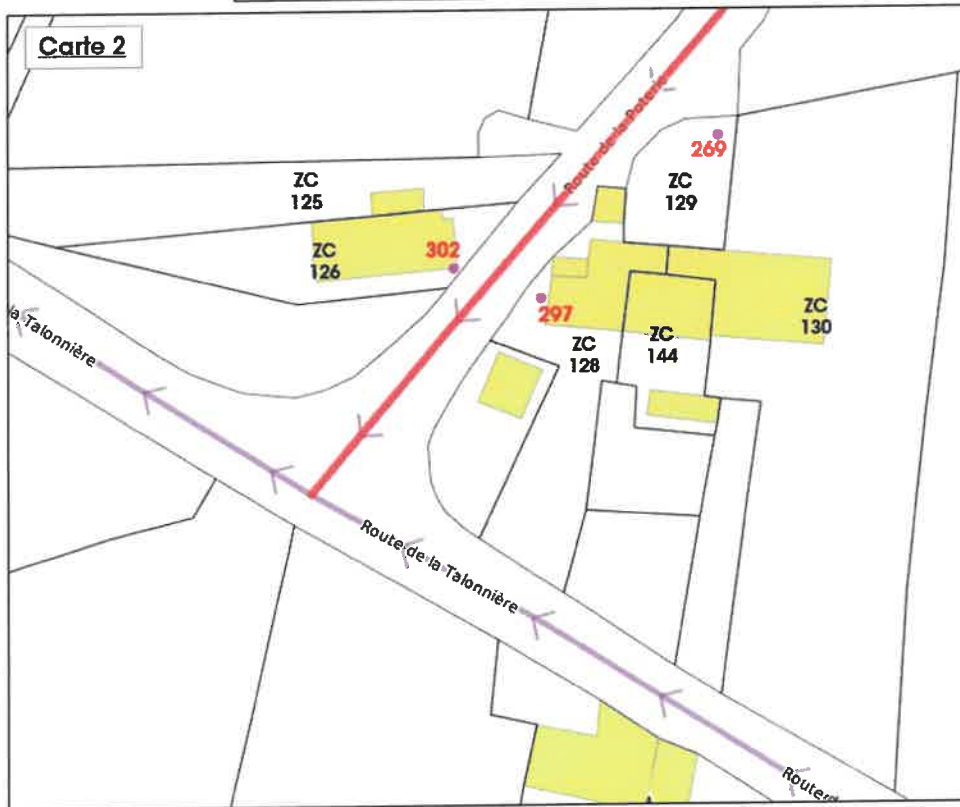 Carte 2
Route de la Poterie
269
ZC
125
ZC
129
ZC
126
302
297
ZC
130
ZC
128
ZC
144
la Talonnière
Route de la Talonnière
Route